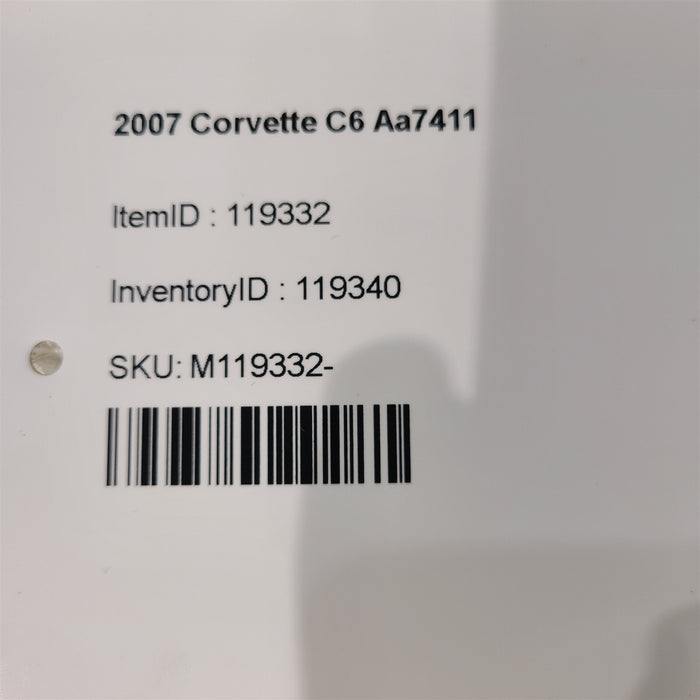 2007 Corvette C6 Aa7411
ItemID : 119332
InventoryID : 119340
SKU: M119332-